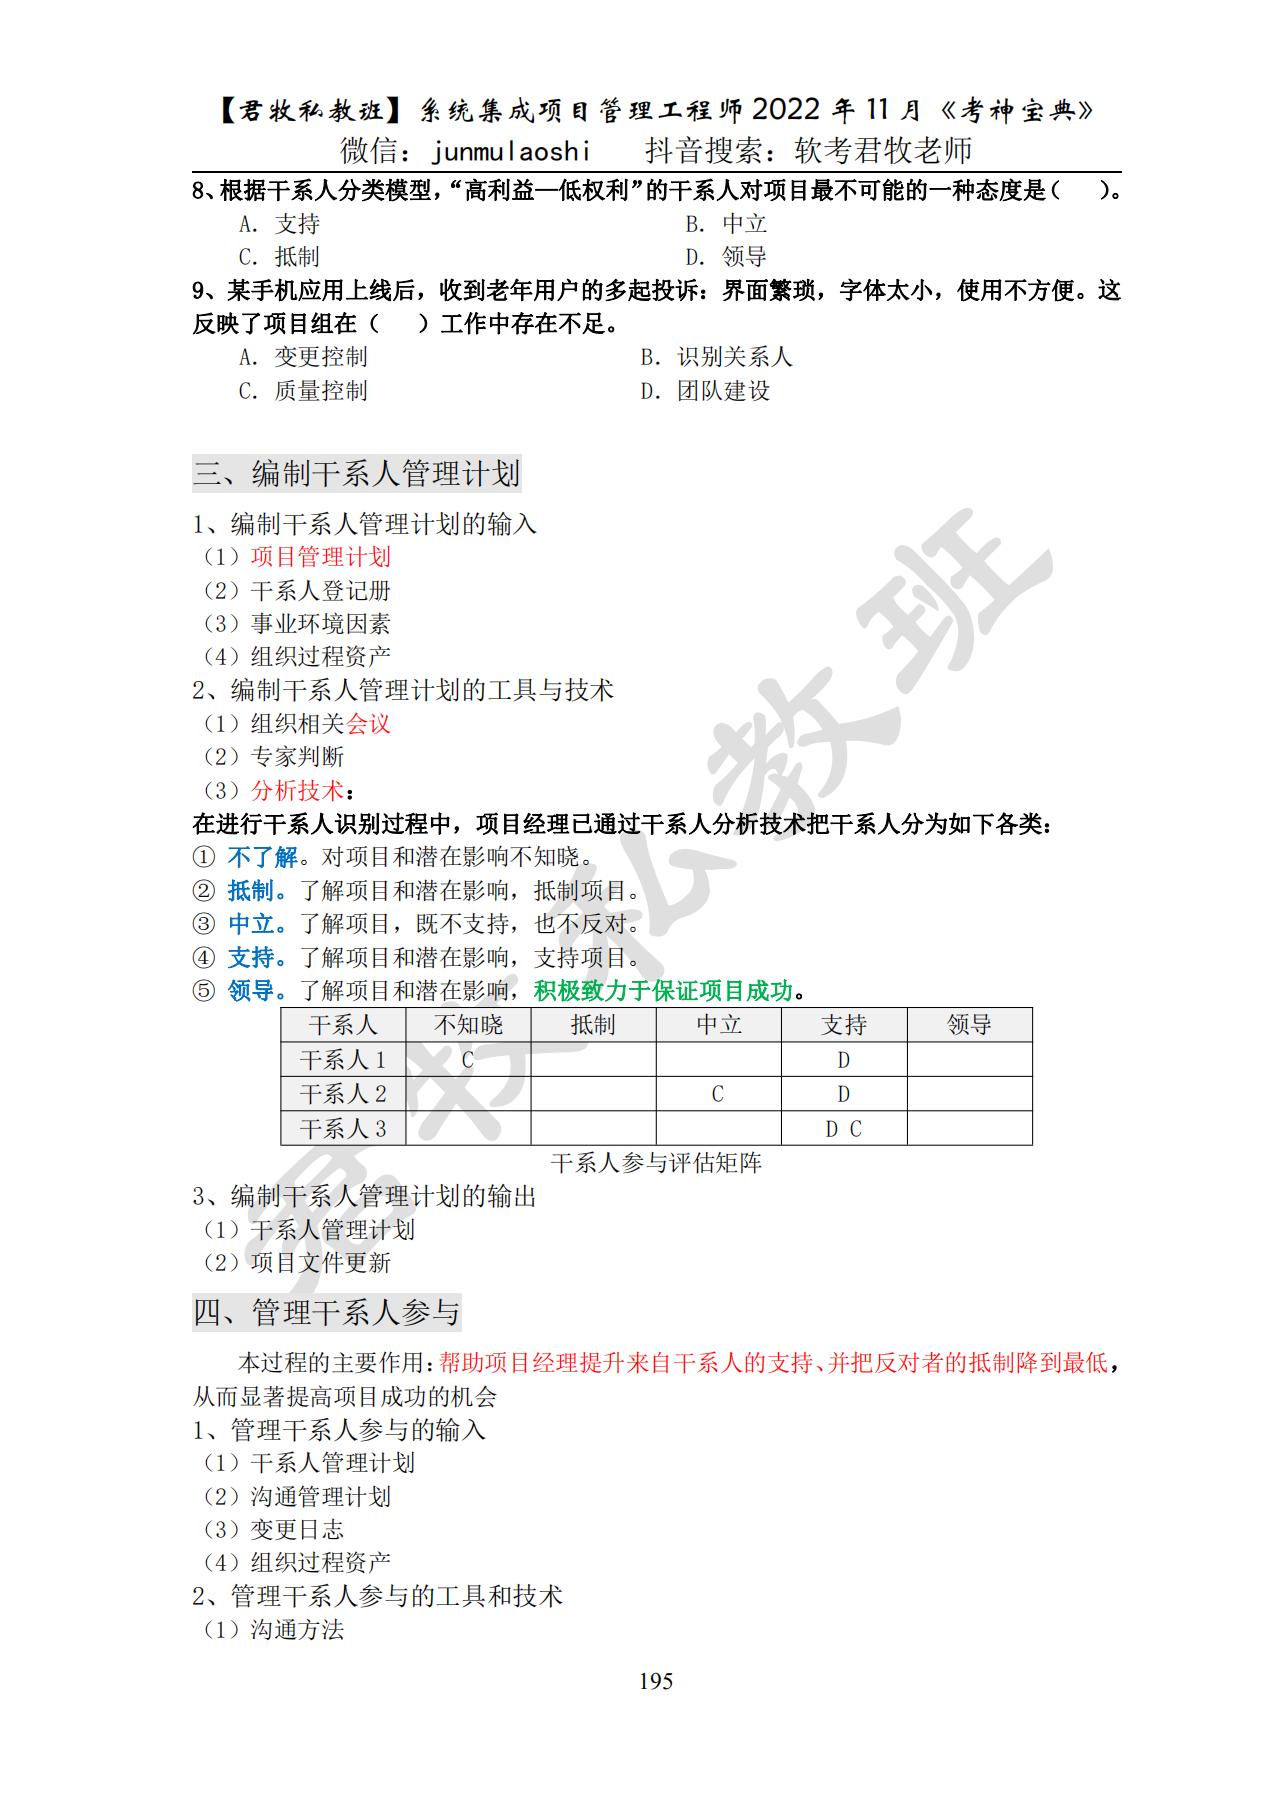 【君牧私教班】系统集成项目管理工程师 2022 年 11 月《考神宝典》
微信：junmulaoshi 抖音搜索：软考君牧老师
8、根据干系人分类模型，“高利益—低权利”的干系人对项目最不可能的一种态度是（ ）。
A. 支持 B. 中立
C. 抵制 D. 领导
9、某手机应用上线后，收到老年用户的多起投诉：界面繁琐，字体太小，使用不方便。这
反映了项目组在（ ）工作中存在不足。
A. 变更控制 B. 识别关系人
C. 质量控制 D. 团队建设
三、编制干系人管理计划
1、编制干系人管理计划的输入
（1）项目管理计划
（2）干系人登记册
（3）事业环境因素
（4）组织过程资产
2、编制干系人管理计划的工具与技术
（1）组织相关会议
（2）专家判断
（3）分析技术：
在进行干系人识别过程中，项目经理已通过干系人分析技术把干系人分为如下各类：
① 不了解。对项目和潜在影响不知晓。
② 抵制。了解项目和潜在影响，抵制项目。
③ 中立。了解项目，既不支持，也不反对。
④ 支持。了解项目和潜在影响，支持项目。
⑤ 领导。了解项目和潜在影响，积极致力于保证项目成功。
干系人 不知晓 抵制 中立 支持 领导
干系人 1 C D
干系人 2 C D
干系人 3 D C
干系人参与评估矩阵
3、编制干系人管理计划的输出
（1）干系人管理计划
（2）项目文件更新
四、管理干系人参与
本过程的主要作用：帮助项目经理提升来自干系人的支持、并把反对者的抵制降到最低，
从而显著提高项目成功的机会
1、管理干系人参与的输入
（1）干系人管理计划
（2）沟通管理计划
（3）变更日志
（4）组织过程资产
2、管理干系人参与的工具和技术
（1）沟通方法
195
君牧私教班